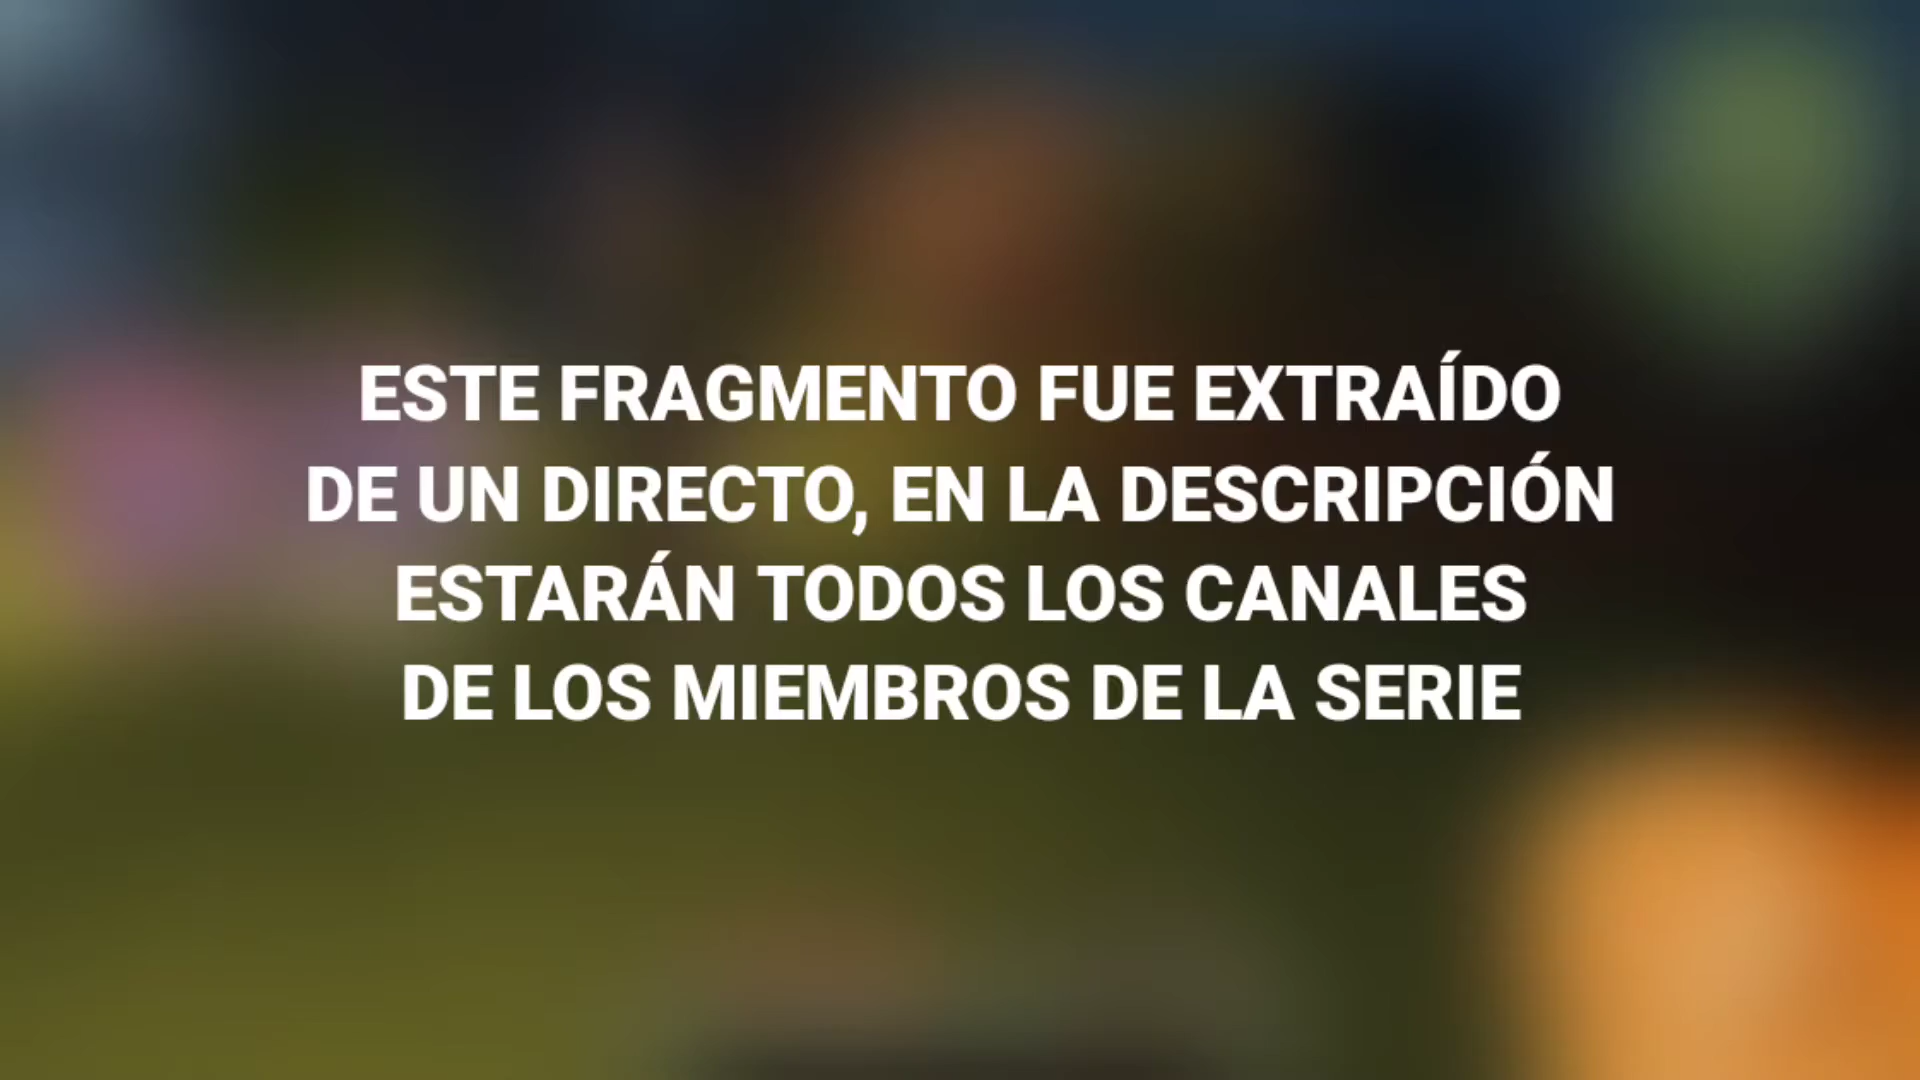 ESTE FRAGMENTO FUE EXTRAÍDO
DE UN DIRECTO, EN LA DESCRIPCIÓN
ESTARÁN TODOS LOS CANALES
DE LOS MIEMBROS DE LA SERIE